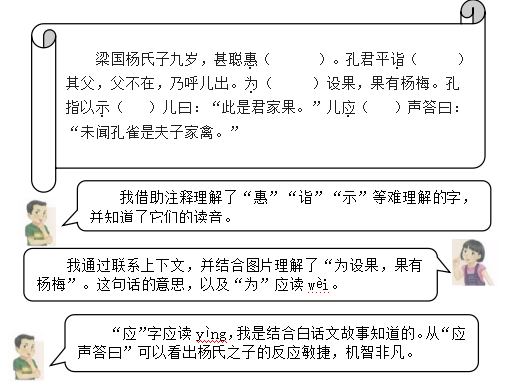 梁国杨氏子九岁，甚聪惠（　　　）。孔君平诣（　　　）
其父，父不在，乃呼儿出。为（　　　）设果，果有杨梅。孔
指以示（　　）儿曰：“此是君家果。”儿应（　　）声答曰：
“未闻孔雀是夫子家禽。”
我借助注释理解了“惠”“诣”“示”等难理解的字，
并知道了它们的读音。
我通过联系上下文，并结合图片理解了“为设果，果有
杨梅”。这句话的意思，以及“为”应读 wèi。
“应”字应读 yìng，我是结合白话文故事知道的。从“应
声答曰”可以看出杨氏之子的反应敏捷，机智非凡。